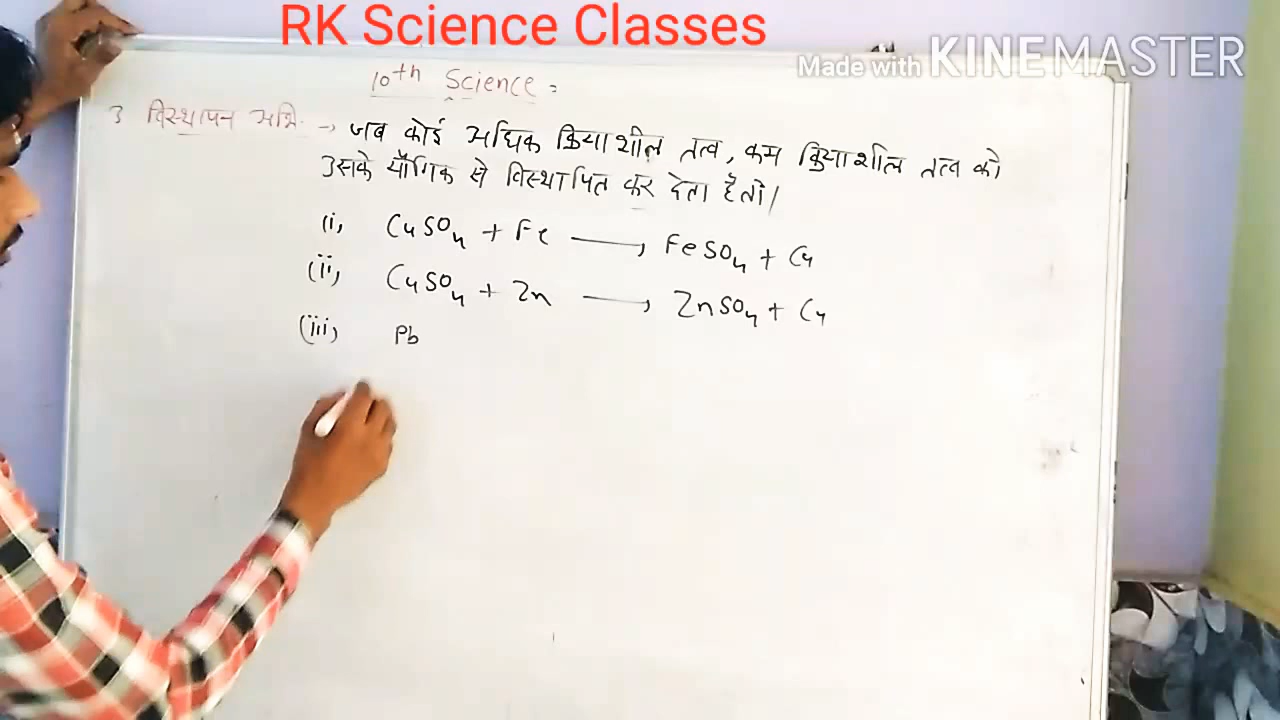 RK Science Classes
Made with KINEMASTER
10th Science :
3 विस्थापन अभि. → जब कोई अधिक क्रियाशील तत्व, कम क्रियाशील तत्व को
उसके यौगिक से विस्थापित कर देता है तो।
(i) CuSO4 + Fe ⟶ FeSO4 + Cu
(ii) CuSO4 + Zn ⟶ ZnSO4 + Cu
(iii) Pb